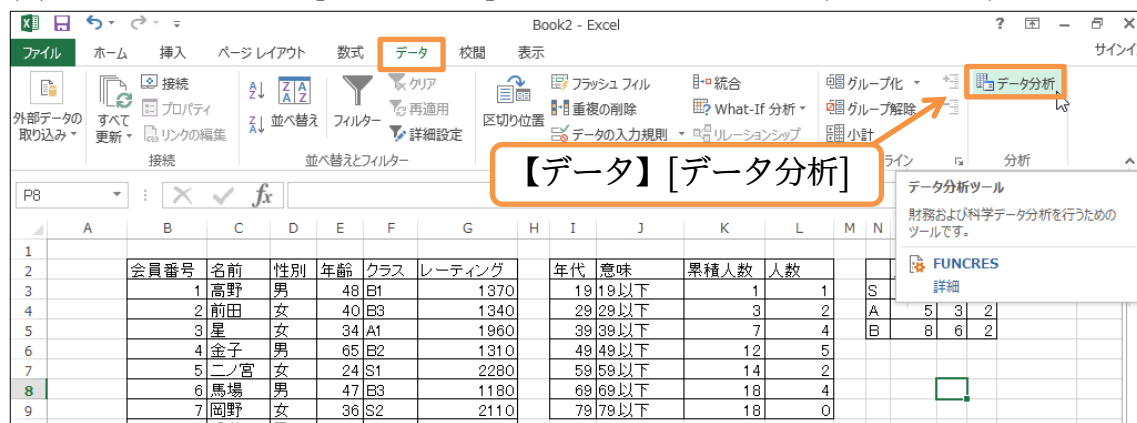 Book2 - Excel
ファイル ホーム 挿入 ページ レイアウト 数式 データ 校閲 表示 サインイ
外部データの取り込み すべて更新 接続 プロパティ リンクの編集 並べ替え フィルター クリア 再適用 詳細設定 区切り位置 フラッシュ フィル 重複の削除 データの入力規則 統合 What-If 分析 リレーションシップ グループ化 グループ解除 小計 データ分析
接続 並べ替えとフィルター ライン 分析
【データ】[データ分析]
データ分析ツール
財務および科学データ分析を行うための
ツールです。
FUNCRES
詳細
P8 fx
A B C D E F G H I J K L M N
1
2 会員番号 名前 性別 年齢 クラス レーティング 年代 意味 累積人数 人数
3 1 高野 男 48 B1 1370 19 19以下 1 1 S
4 2 前田 女 40 B3 1340 29 29以下 3 2 A 5 3 2
5 3 星 女 34 A1 1960 39 39以下 7 4 B 8 6 2
6 4 金子 男 65 B2 1310 49 49以下 12 5
7 5 二ノ宮 女 24 S1 2280 59 59以下 14 2
8 6 馬場 男 47 B3 1180 69 69以下 18 4
9 7 岡野 女 36 S2 2110 79 79以下 18 0